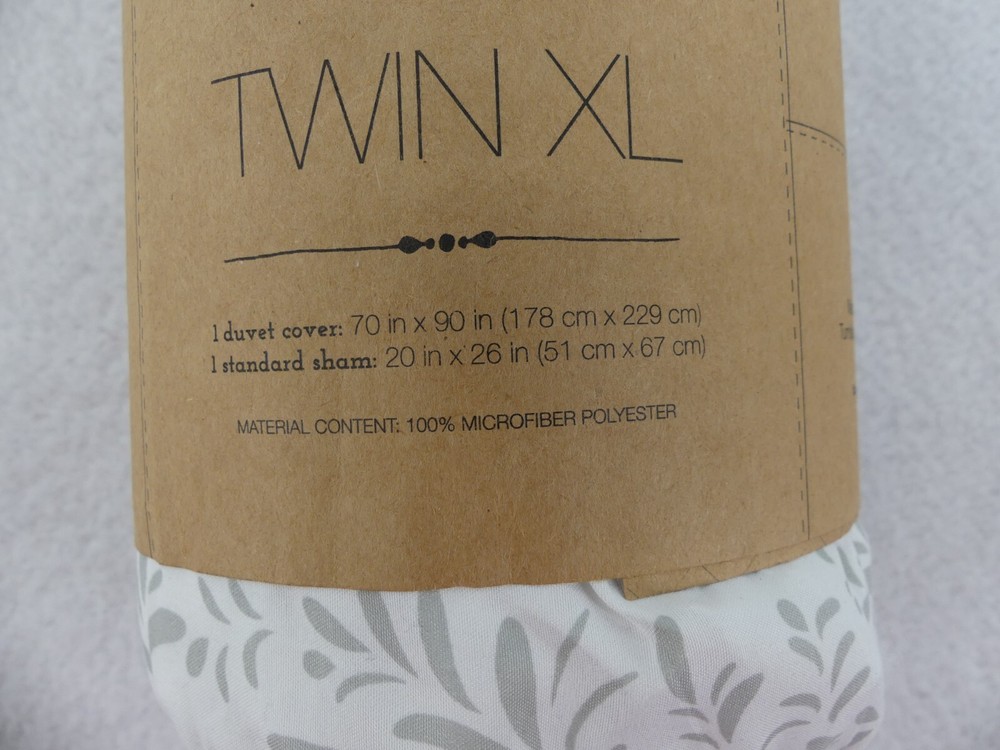 TWIN XL
1 duvet cover: 70 in x 90 in (178 cm x 229 cm)
1 standard sham: 20 in x 26 in (51 cm x 67 cm)
MATERIAL CONTENT: 100% MICROFIBER POLYESTER